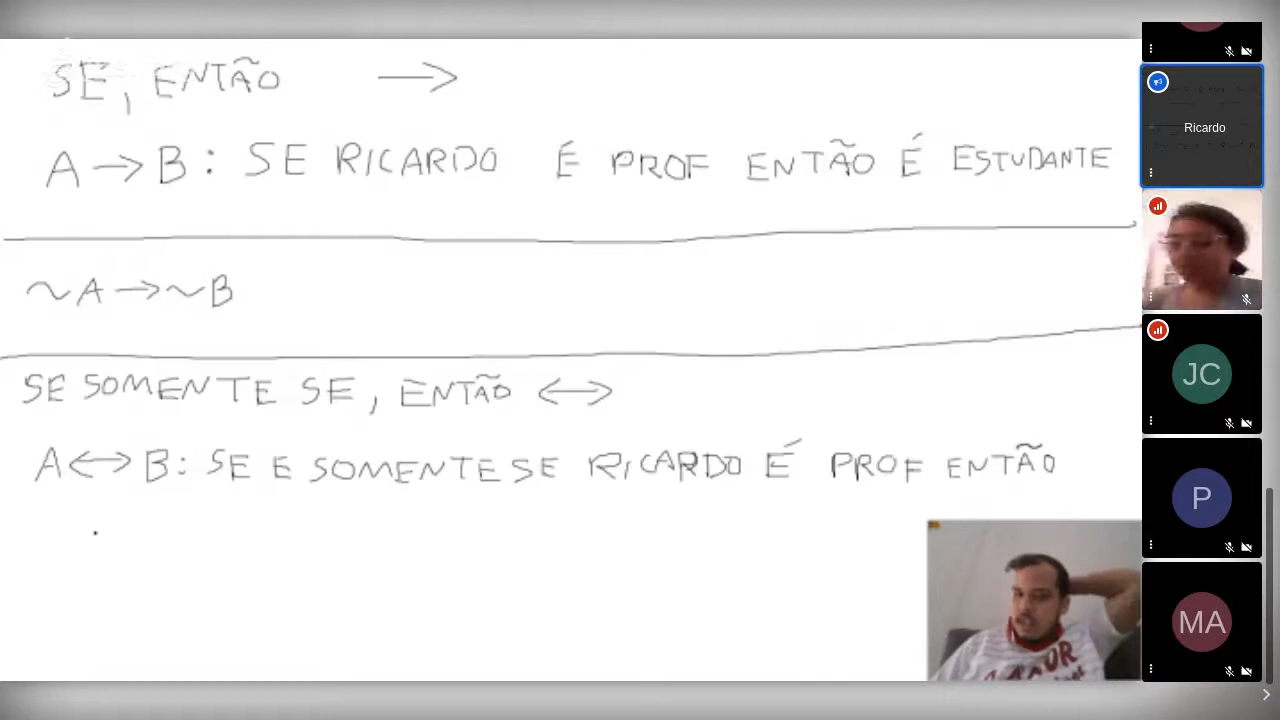 SE, ENTÃO →
A → B : SE RICARDO É PROF ENTÃO É ESTUDANTE
~A → ~B
SE SOMENTE SE, ENTÃO ↔
A ↔ B : SE E SOMENTE SE RICARDO É PROF ENTÃO
Ricardo
JC
P
MA